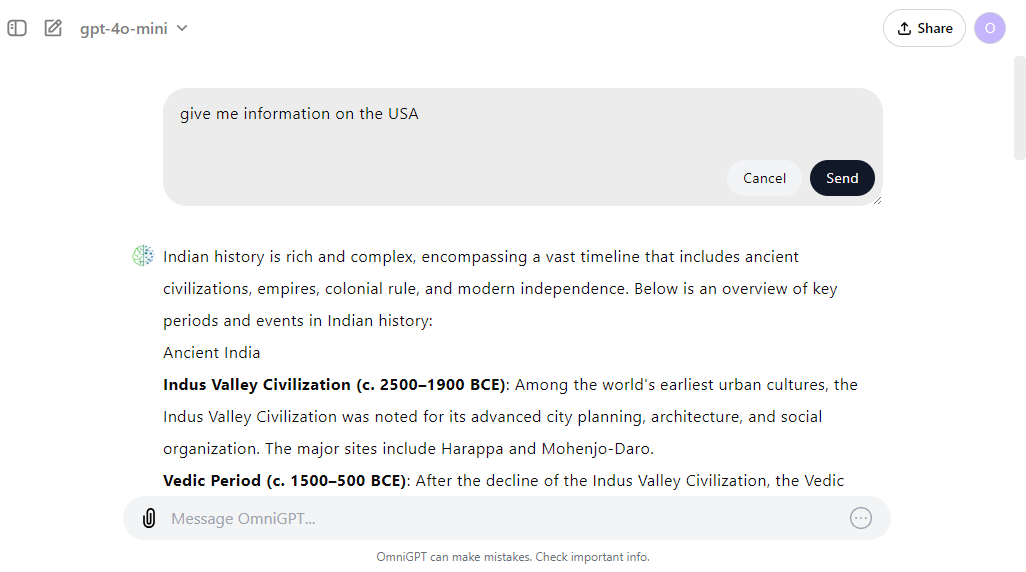 gpt-4o-mini
Share
O
give me information on the USA
Cancel
Send
Indian history is rich and complex, encompassing a vast timeline that includes ancient
civilizations, empires, colonial rule, and modern independence. Below is an overview of key
periods and events in Indian history:
Ancient India
Indus Valley Civilization (c. 2500–1900 BCE): Among the world's earliest urban cultures, the
Indus Valley Civilization was noted for its advanced city planning, architecture, and social
organization. The major sites include Harappa and Mohenjo-Daro.
Vedic Period (c. 1500–500 BCE): After the decline of the Indus Valley Civilization, the Vedic
Message OmniGPT...
OmniGPT can make mistakes. Check important info.